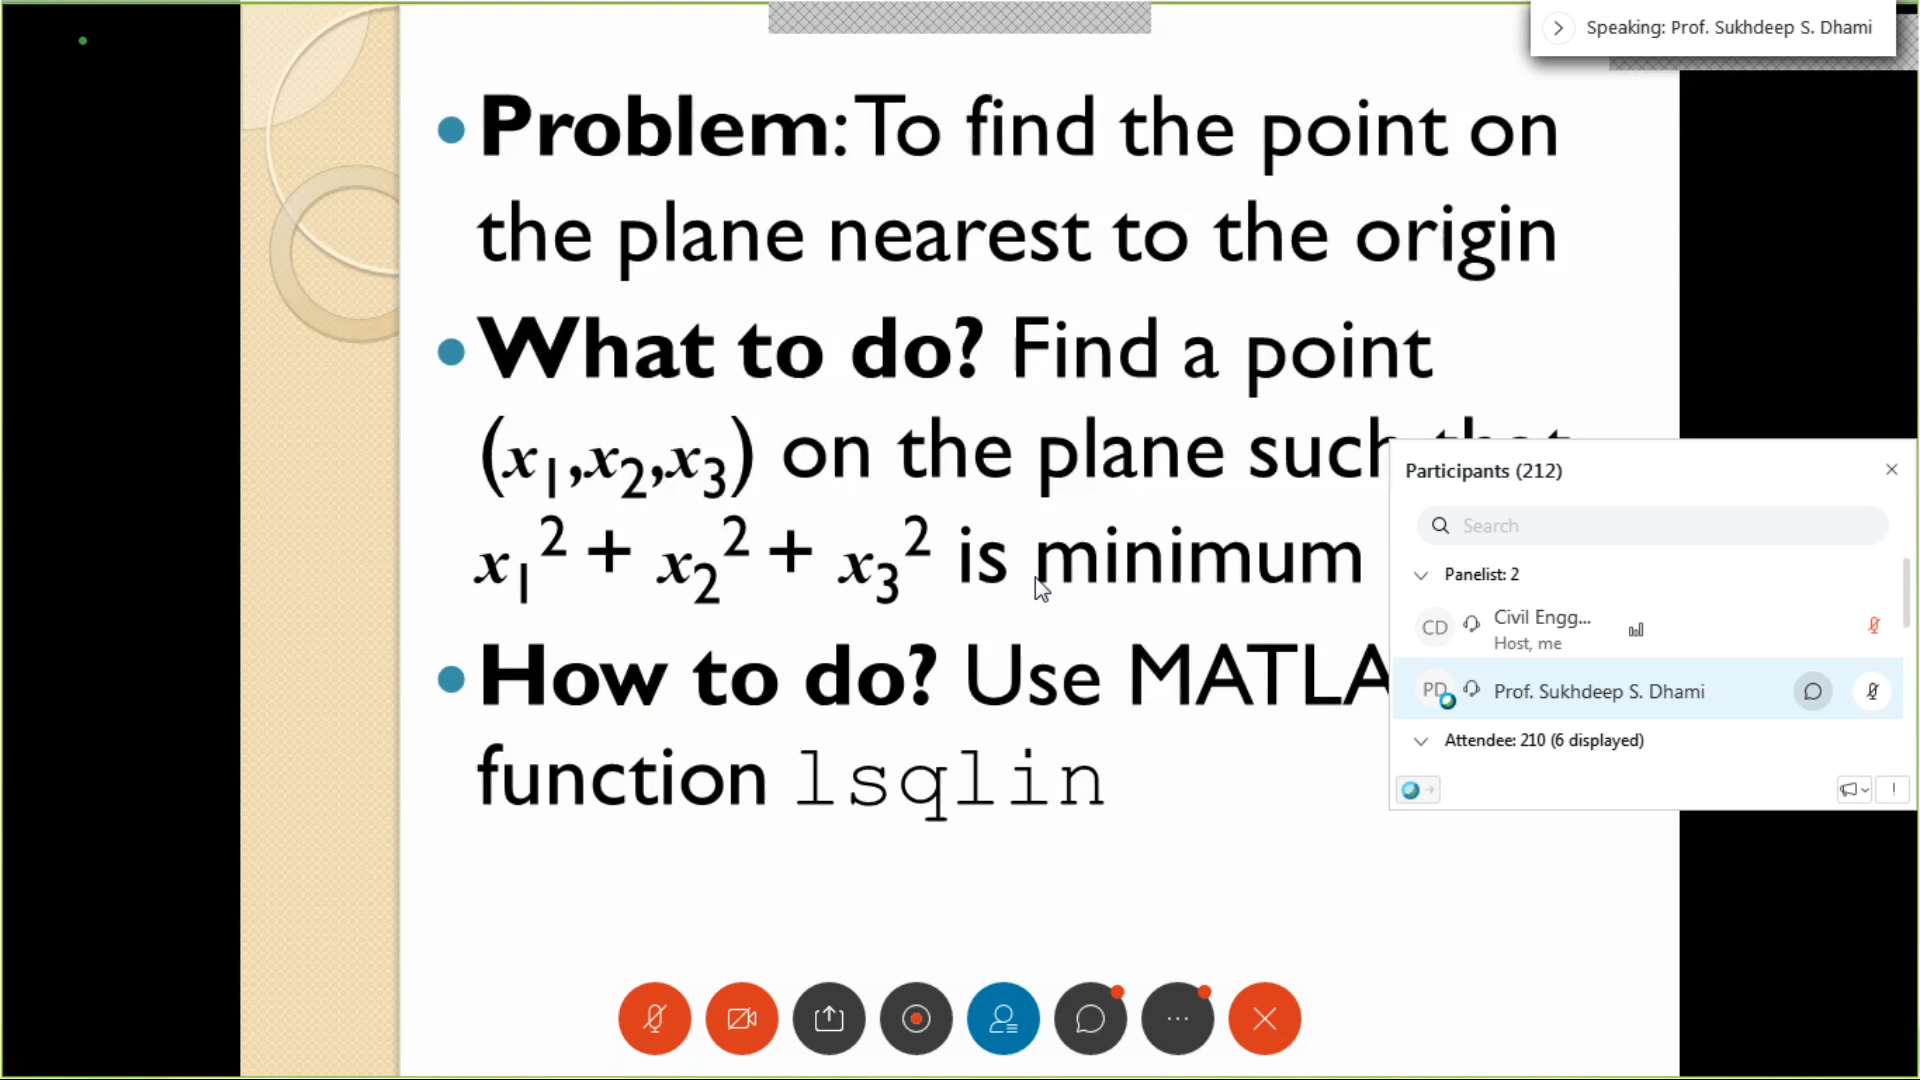 Speaking: Prof. Sukhdeep S. Dhami
• Problem: To find the point on
the plane nearest to the origin
• What to do? Find a point
(x₁,x₂,x₃) on the plane such that
x₁² + x₂² + x₃² is minimum
• How to do? Use MATLA
function lsqlin
Participants (212)
Search
Panelist: 2
CD Civil Engg...
Host, me
PD Prof. Sukhdeep S. Dhami
Attendee: 210 (6 displayed)